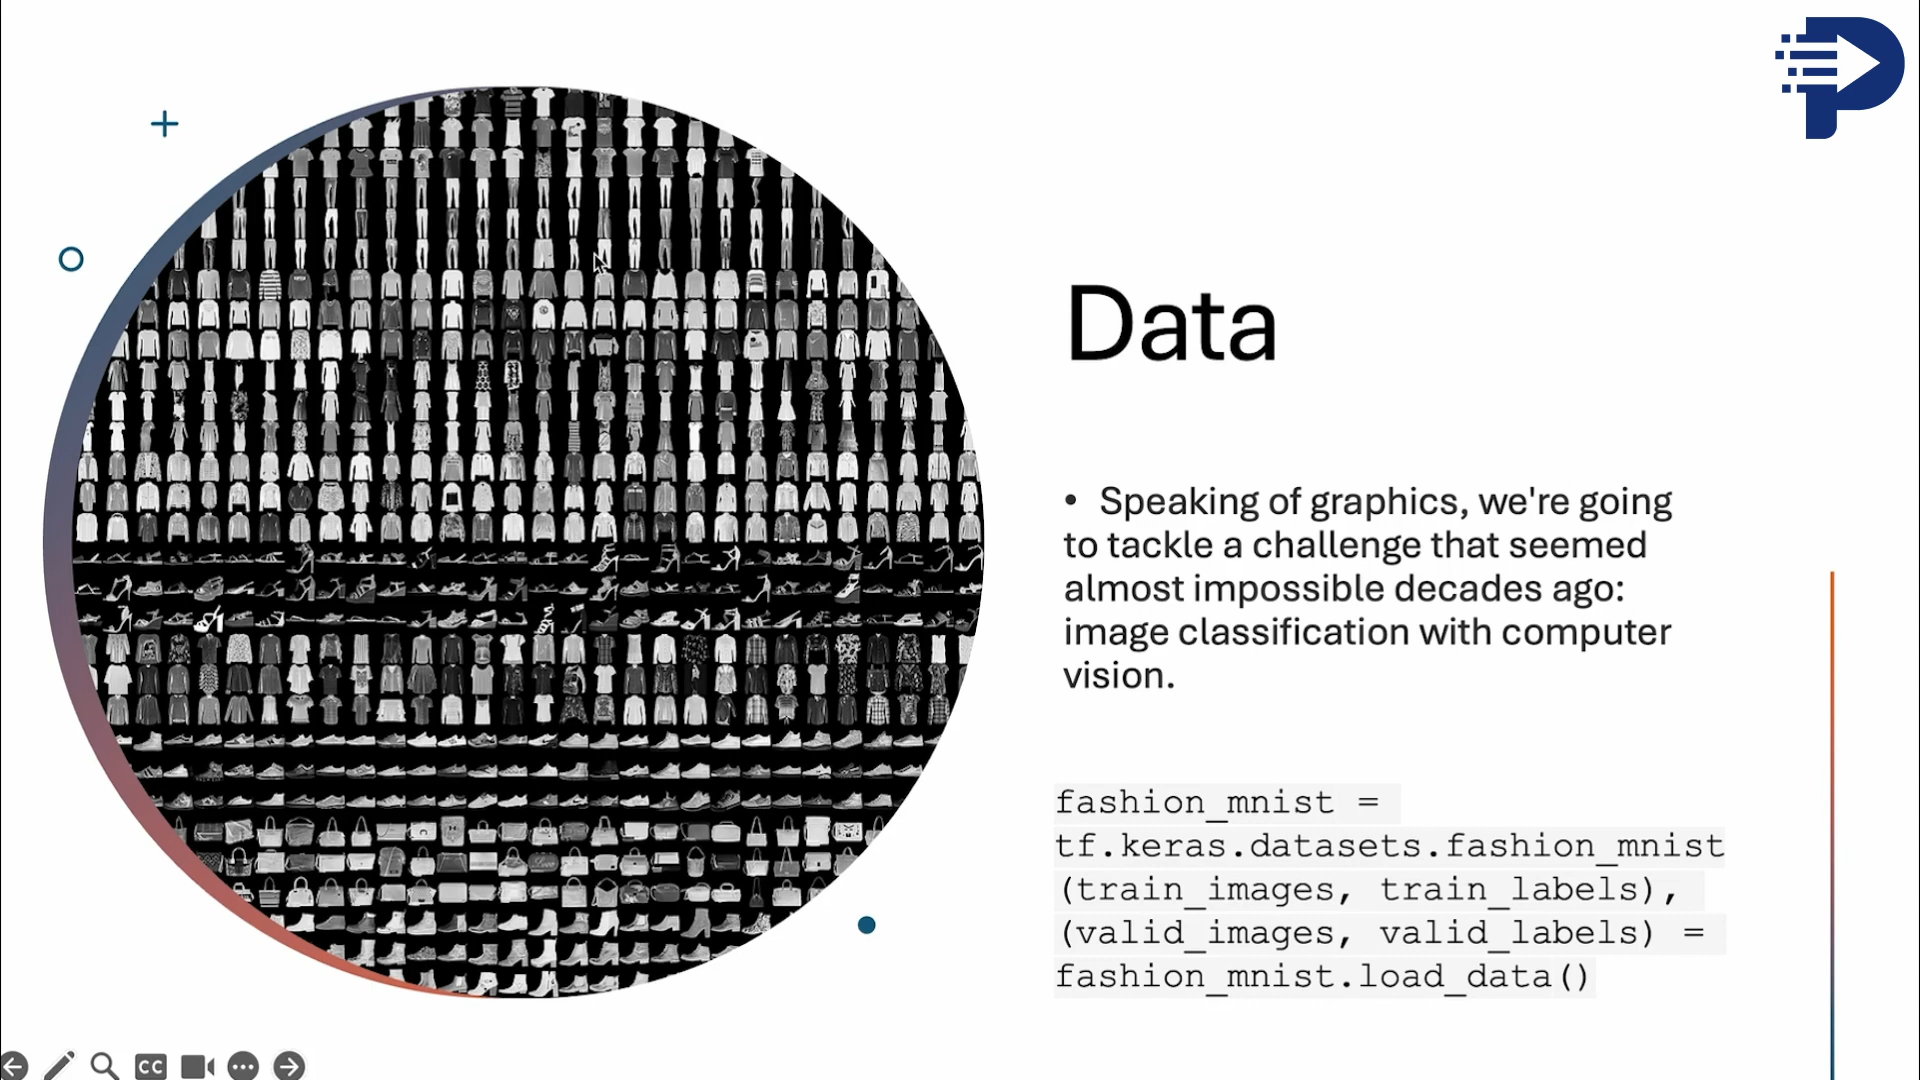 Data
• Speaking of graphics, we're going
to tackle a challenge that seemed
almost impossible decades ago:
image classification with computer
vision.
fashion_mnist =
tf.keras.datasets.fashion_mnist
(train_images, train_labels),
(valid_images, valid_labels) =
fashion_mnist.load_data()
CC